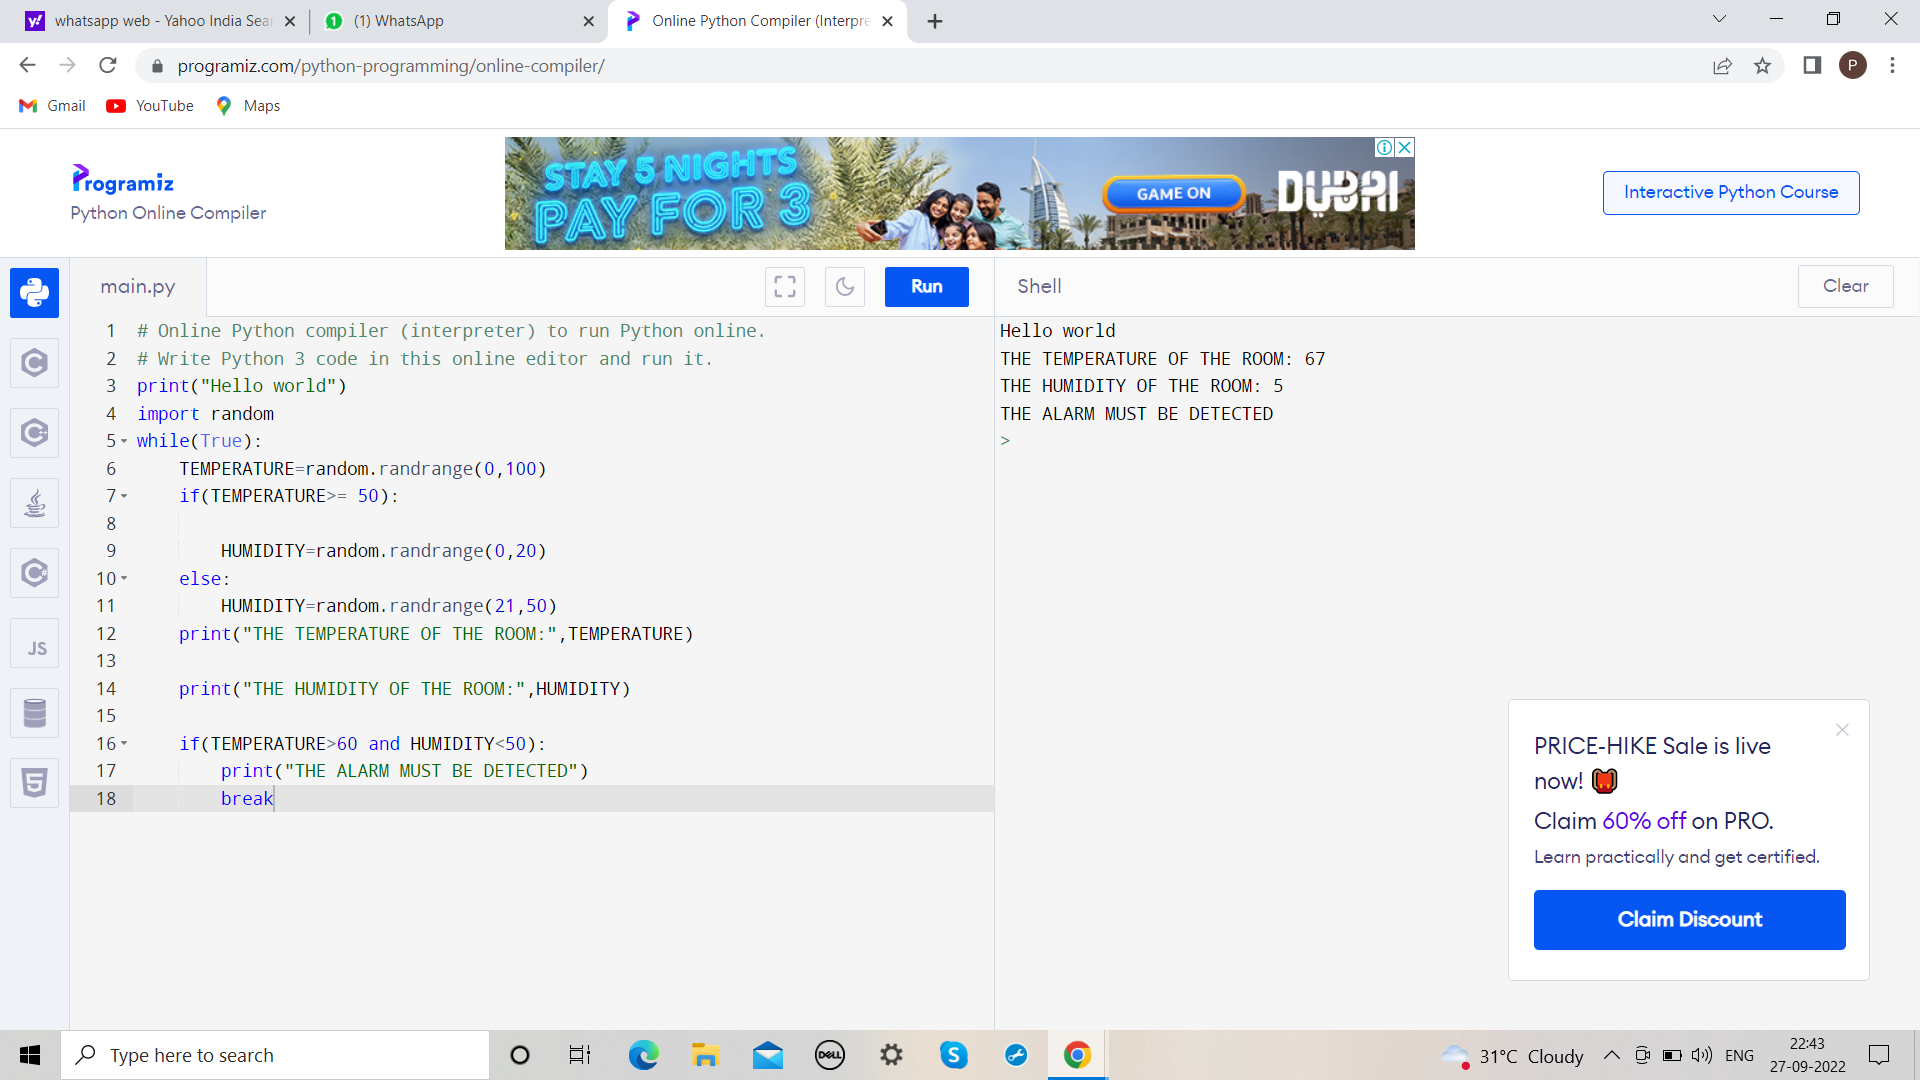 whatsapp web - Yahoo India Sear
(1) WhatsApp
Online Python Compiler (Interpre
programiz.com/python-programming/online-compiler/
P
Gmail
YouTube
Maps
Programiz
Python Online Compiler
STAY 5 NIGHTS
PAY FOR 3
GAME ON
DUBAI
Interactive Python Course
main.py
Run
Shell
Clear
1 # Online Python compiler (interpreter) to run Python online.
2 # Write Python 3 code in this online editor and run it.
3 print("Hello world")
4 import random
5 while(True):
6 TEMPERATURE=random.randrange(0,100)
7 if(TEMPERATURE>= 50):
8
9 HUMIDITY=random.randrange(0,20)
10 else:
11 HUMIDITY=random.randrange(21,50)
12 print("THE TEMPERATURE OF THE ROOM:",TEMPERATURE)
13
14 print("THE HUMIDITY OF THE ROOM:",HUMIDITY)
15
16 if(TEMPERATURE>60 and HUMIDITY<50):
17 print("THE ALARM MUST BE DETECTED")
18 break
Hello world
THE TEMPERATURE OF THE ROOM: 67
THE HUMIDITY OF THE ROOM: 5
THE ALARM MUST BE DETECTED
>
JS
PRICE-HIKE Sale is live
now!
Claim 60% off on PRO.
Learn practically and get certified.
Claim Discount
Type here to search
DELL
31°C Cloudy
ENG
22:43
27-09-2022